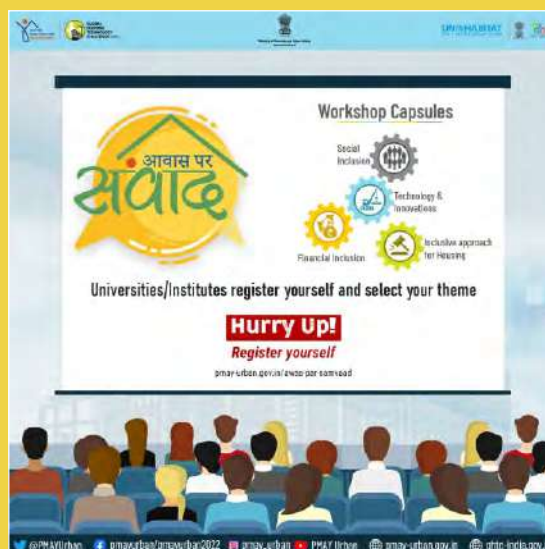 आवास पर
संवाद
Workshop Capsules
Social
Inclusion
Technology &
Innovations
Financial Inclusion
Inclusive approach
for Housing
Universities/Institutes register yourself and select your theme
Hurry Up!
Register yourself
pmay-urban.gov.in/awas-par-samvaad
@PMAYUrban pmayurban/pmayurban2022 pmay_urban PMAY Urban pmay-urban.gov.in ghtc-india.gov